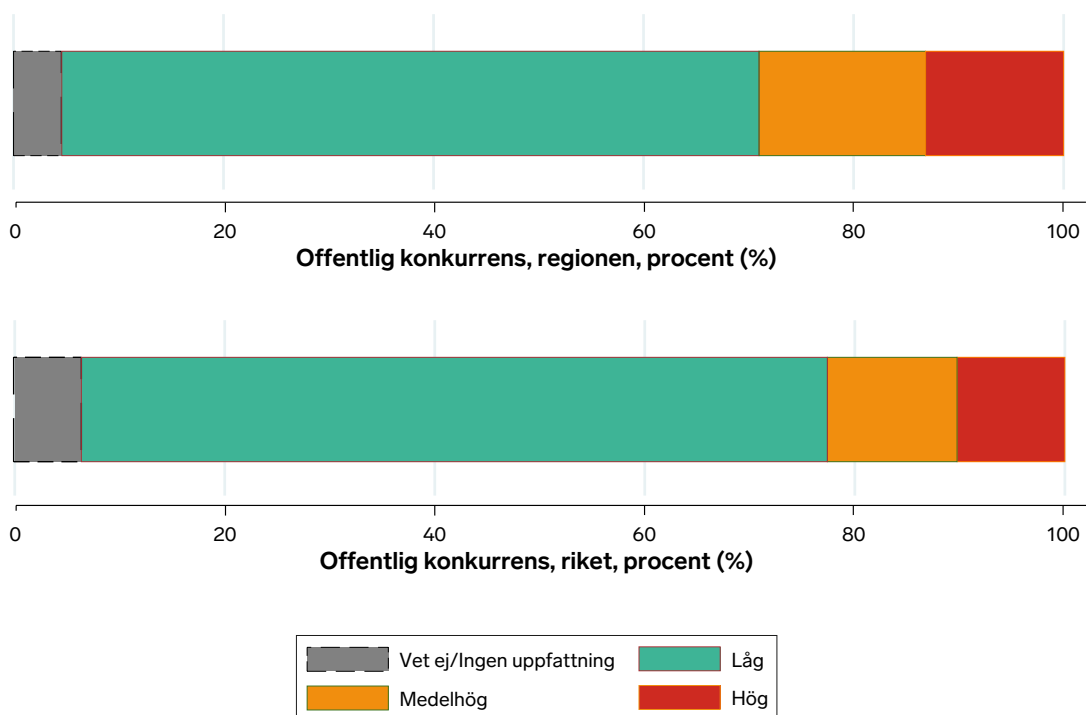 0 20 40 60 80 100
Offentlig konkurrens, regionen, procent (%)
0 20 40 60 80 100
Offentlig konkurrens, riket, procent (%)
Vet ej/Ingen uppfattning Låg
Medelhög Hög